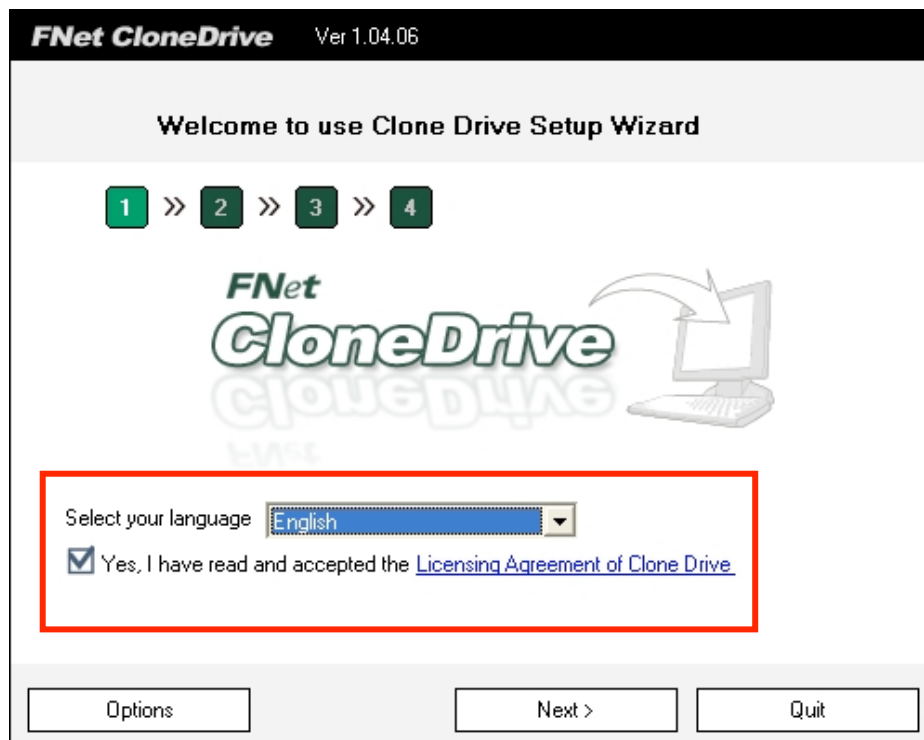 FNet CloneDrive Ver 1.04.06
Welcome to use Clone Drive Setup Wizard
1 » 2 » 3 » 4
FNet
CloneDrive
Select your language English
Yes, I have read and accepted the Licensing Agreement of Clone Drive
Options Next > Quit